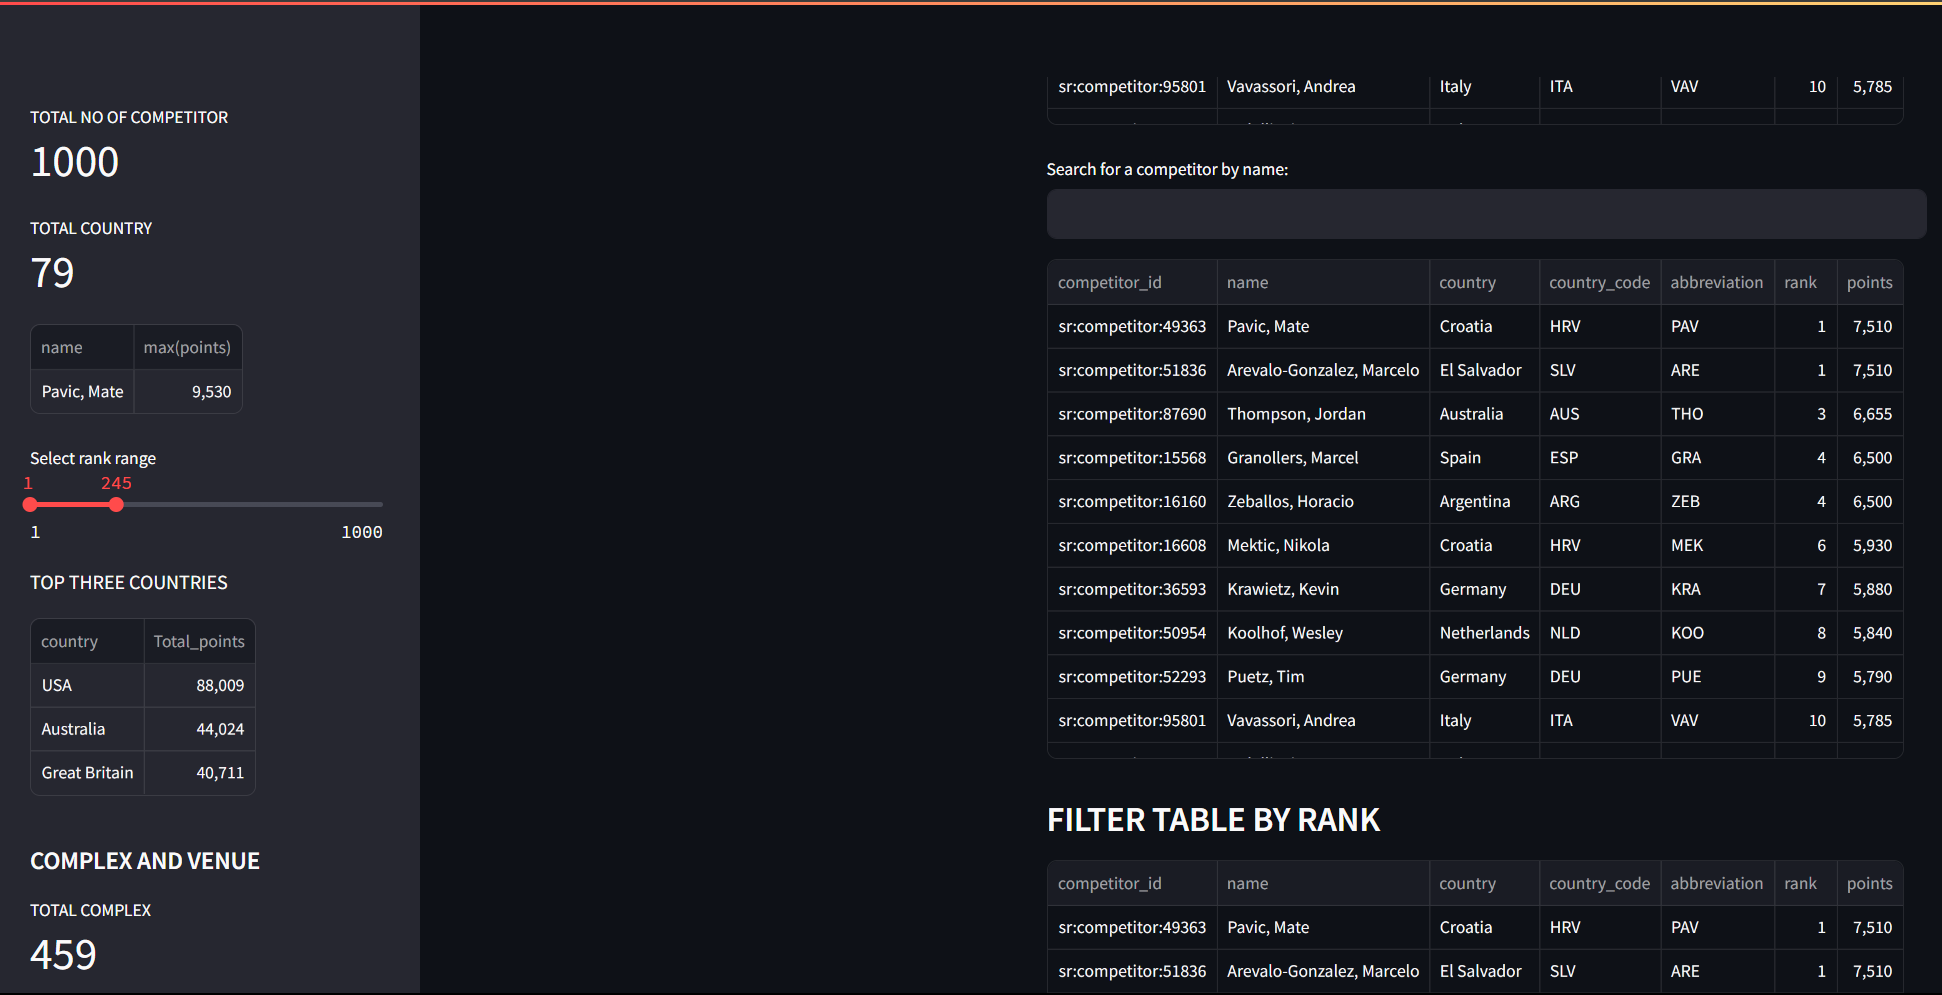 TOTAL NO OF COMPETITOR
1000
TOTAL COUNTRY
79
name max(points)
Pavic, Mate 9,530
Select rank range
1 245
1 1000
TOP THREE COUNTRIES
country Total_points
USA 88,009
Australia 44,024
Great Britain 40,711
COMPLEX AND VENUE
TOTAL COMPLEX
459
sr:competitor:95801 Vavassori, Andrea Italy ITA VAV 10 5,785
Search for a competitor by name:
competitor_id name country country_code abbreviation rank points
sr:competitor:49363 Pavic, Mate Croatia HRV PAV 1 7,510
sr:competitor:51836 Arevalo-Gonzalez, Marcelo El Salvador SLV ARE 1 7,510
sr:competitor:87690 Thompson, Jordan Australia AUS THO 3 6,655
sr:competitor:15568 Granollers, Marcel Spain ESP GRA 4 6,500
sr:competitor:16160 Zeballos, Horacio Argentina ARG ZEB 4 6,500
sr:competitor:16608 Mektic, Nikola Croatia HRV MEK 6 5,930
sr:competitor:36593 Krawietz, Kevin Germany DEU KRA 7 5,880
sr:competitor:50954 Koolhof, Wesley Netherlands NLD KOO 8 5,840
sr:competitor:52293 Puetz, Tim Germany DEU PUE 9 5,790
sr:competitor:95801 Vavassori, Andrea Italy ITA VAV 10 5,785
FILTER TABLE BY RANK
competitor_id name country country_code abbreviation rank points
sr:competitor:49363 Pavic, Mate Croatia HRV PAV 1 7,510
sr:competitor:51836 Arevalo-Gonzalez, Marcelo El Salvador SLV ARE 1 7,510